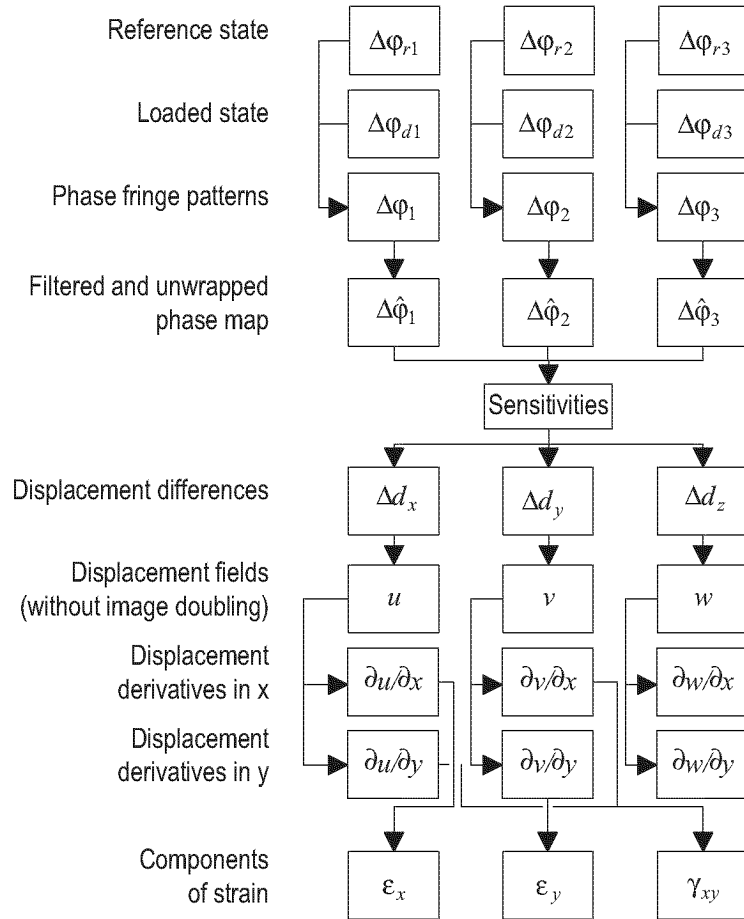 Reference state
Δφr1 Δφr2 Δφr3
Loaded state
Δφd1 Δφd2 Δφd3
Phase fringe patterns
Δφ1 Δφ2 Δφ3
Filtered and unwrapped
phase map
Δφ̂1 Δφ̂2 Δφ̂3
Sensitivities
Displacement differences
Δdx Δdy Δdz
Displacement fields
(without image doubling)
u v w
Displacement
derivatives in x
∂u/∂x ∂v/∂x ∂w/∂x
Displacement
derivatives in y
∂u/∂y ∂v/∂y ∂w/∂y
Components
of strain
εx εy γxy